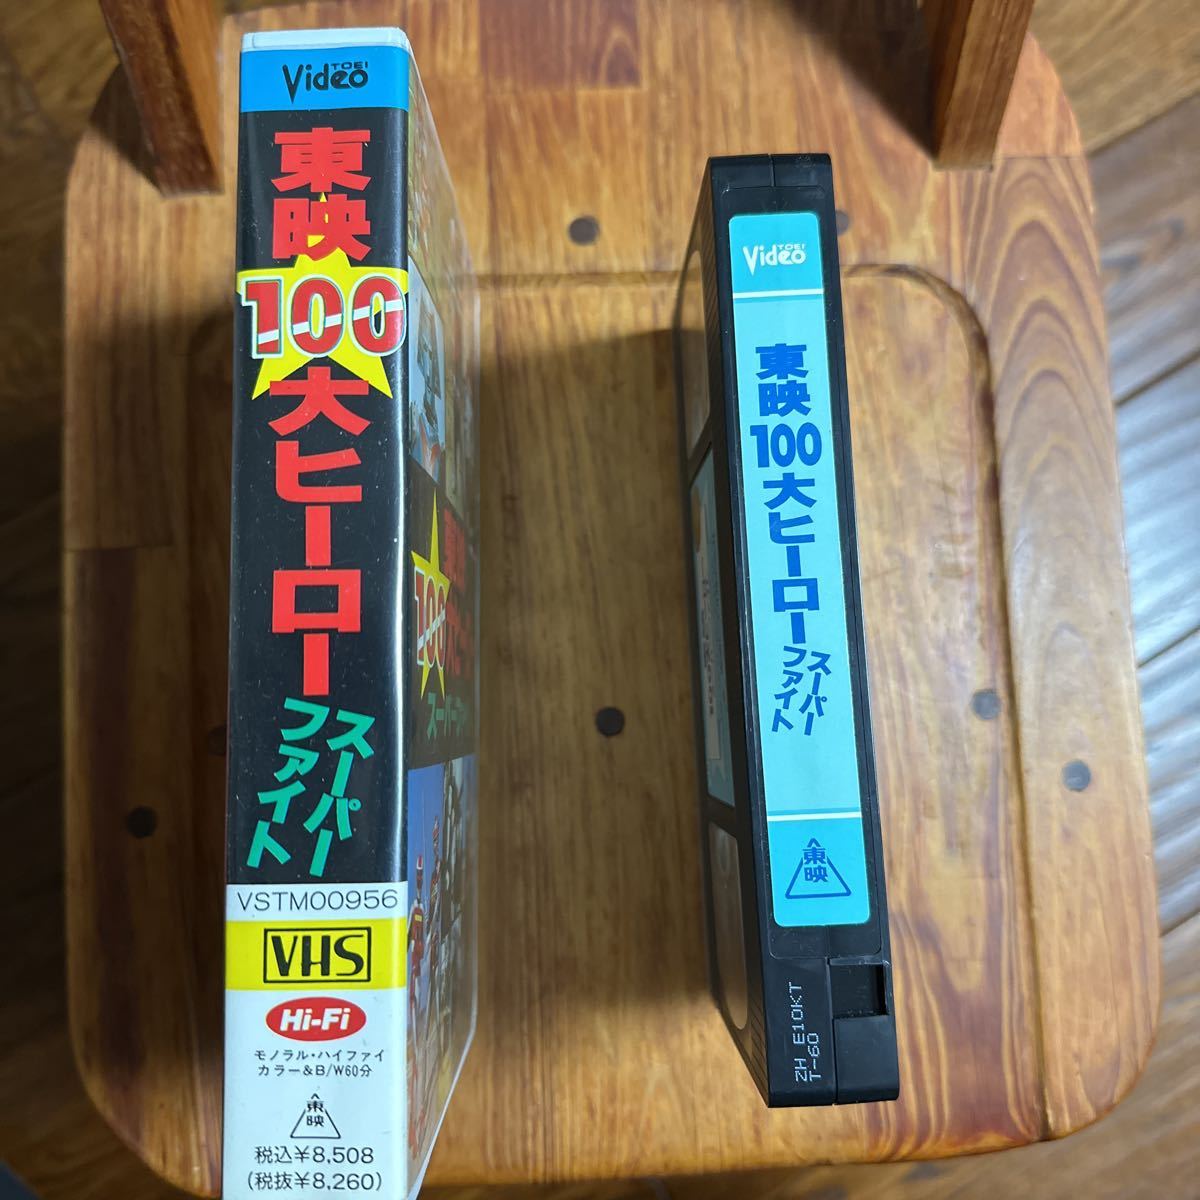 TOEI
Video
東映
100
大ヒーロー
スーパー
ファイト
VSTM00956
VHS
Hi-Fi
モノラル・ハイファイ
カラー&B/W60分
東映
税込¥8,508
(税抜¥8,260)
100
TOEI
Video
東映100大ヒーロー
スーパー
ファイト
東映
ZH E10KT
T-60